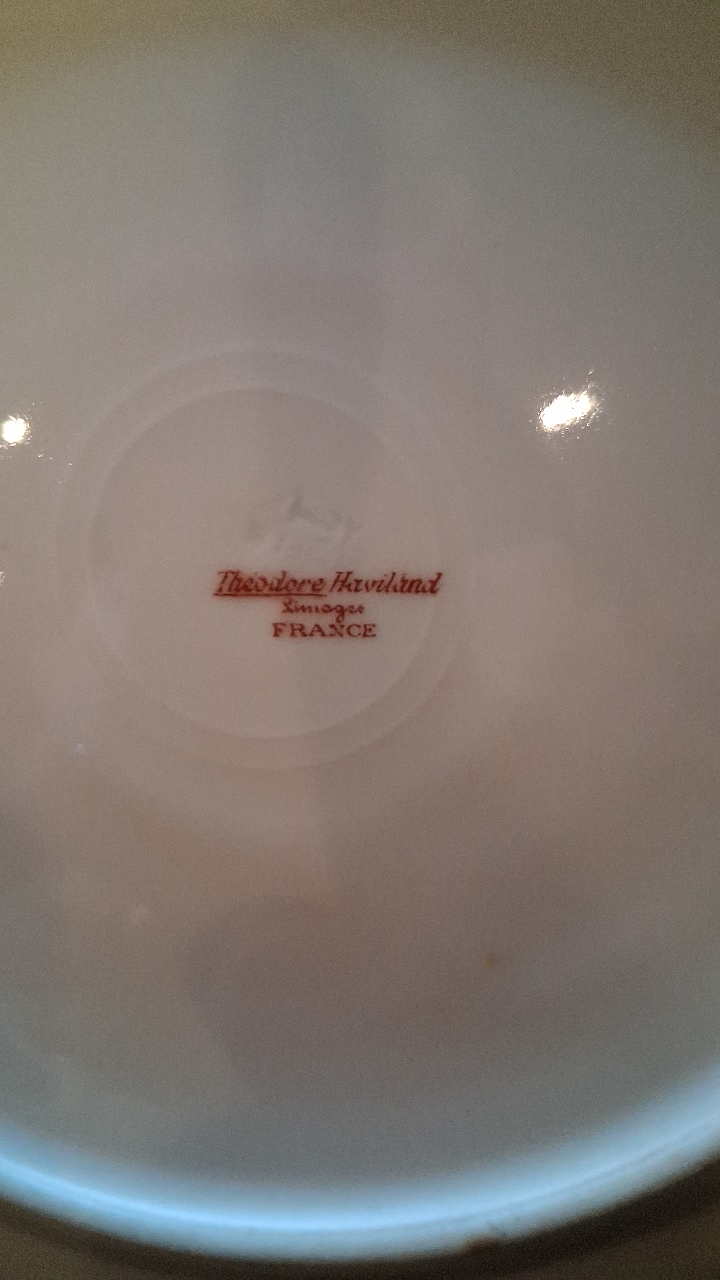 Theodore Haviland
Limoges
FRANCE